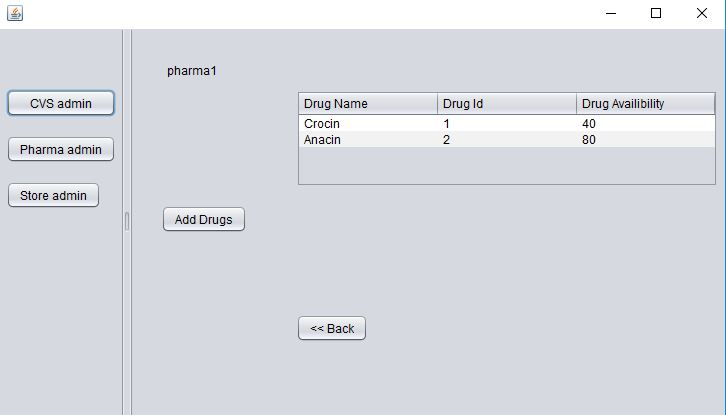 pharma1
CVS admin
Drug Name Drug Id Drug Availibility
Crocin 1 40
Anacin 2 80
Pharma admin
Store admin
Add Drugs
<< Back